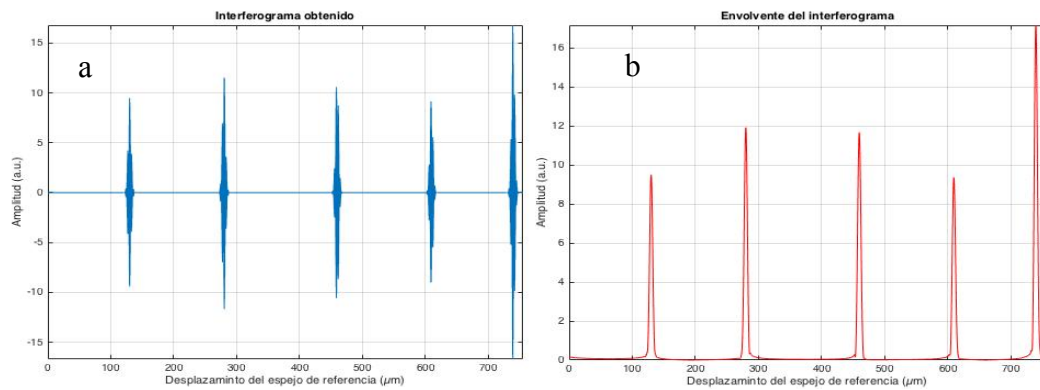 Interferograma obtenido
a
15
10
5
0
-5
-10
-15
Amplitud (a.u.)
0 100 200 300 400 500 600 700
Desplazaminto del espejo de referencia (µm)
Envolvente del interferograma
b
16
14
12
10
8
6
4
2
0
Amplitud (a.u.)
0 100 200 300 400 500 600 700
Desplazaminto del espejo de referencia (µm)